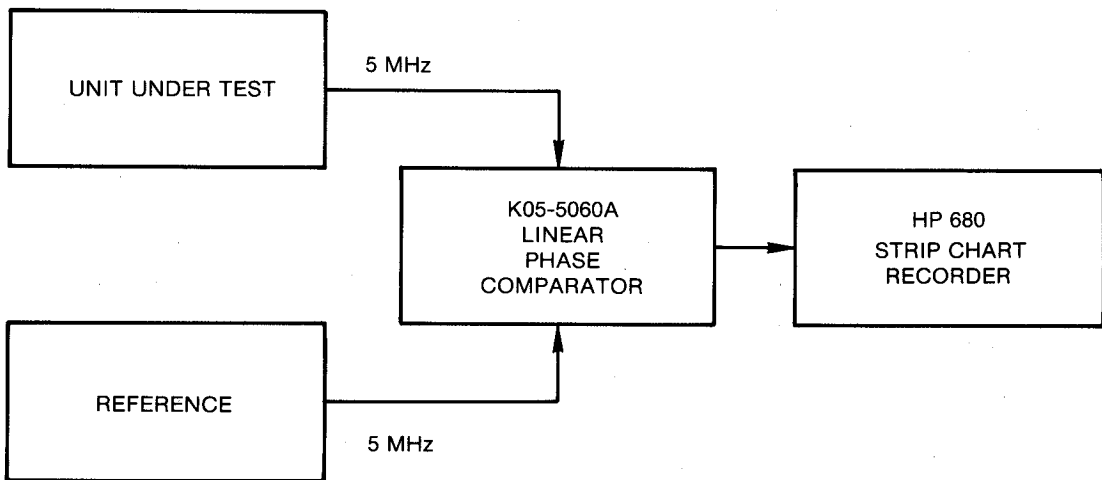 UNIT UNDER TEST
5 MHz
K05-5060A
LINEAR
PHASE
COMPARATOR
HP 680
STRIP CHART
RECORDER
REFERENCE
5 MHz